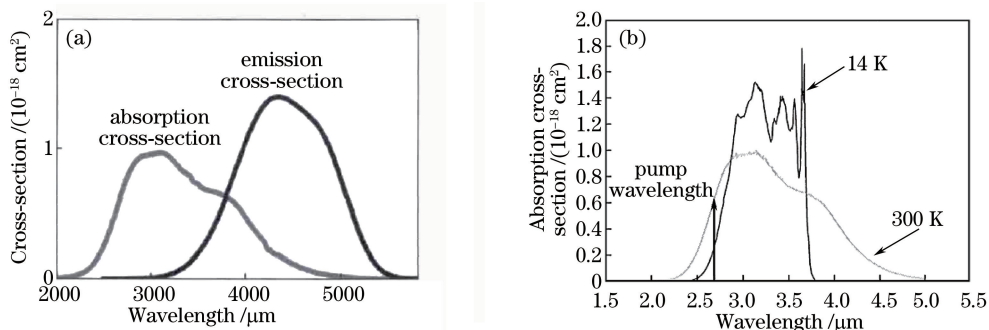 (a)
2
1
0
Cross-section /(10⁻¹⁸ cm²)
emission
cross-section
absorption
cross-section
2000 3000 4000 5000
Wavelength /μm
(b)
2.0
1.8
1.6
1.4
1.2
1.0
0.8
0.6
0.4
0.2
0
Absorption cross-
section /(10⁻¹⁸ cm²)
14 K
pump
wavelength
300 K
1.5 2.0 2.5 3.0 3.5 4.0 4.5 5.0 5.5
Wavelength /μm